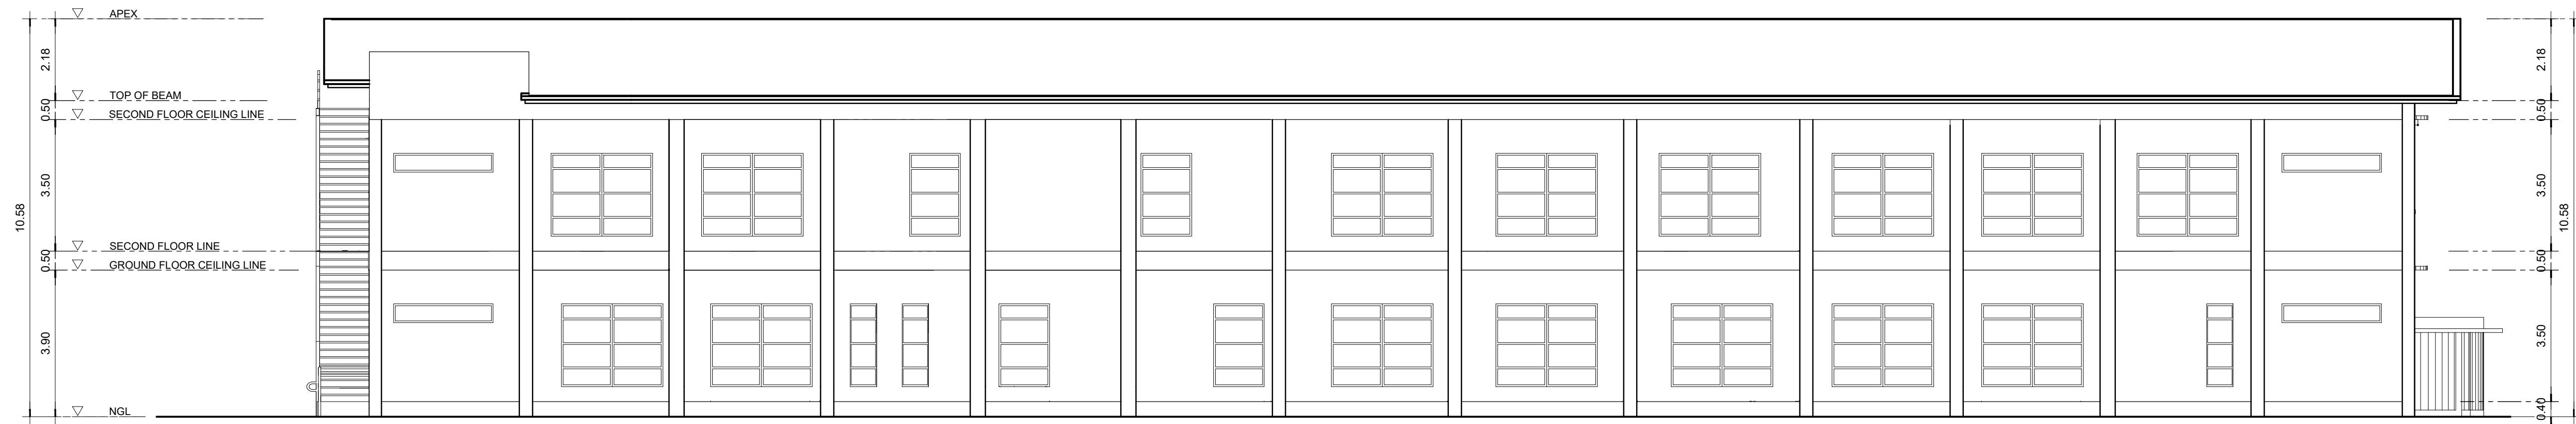 APEX
2.18
2.18
TOP OF BEAM
0.50
0.50
SECOND FLOOR CEILING LINE
3.50
3.50
10.58
10.58
SECOND FLOOR LINE
0.50
0.50
GROUND FLOOR CEILING LINE
3.90
3.50
NGL
0.40